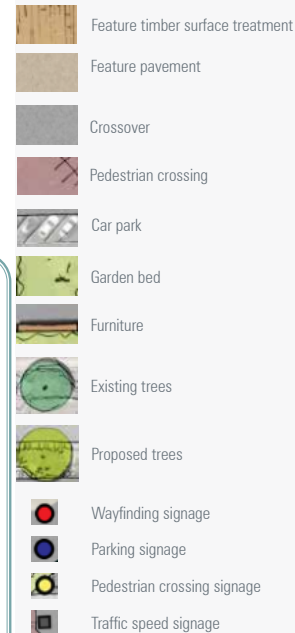 Feature timber surface treatment
Feature pavement
Crossover
Pedestrian crossing
Car park
Garden bed
Furniture
Existing trees
Proposed trees
Wayfinding signage
Parking signage
Pedestrian crossing signage
Traffic speed signage